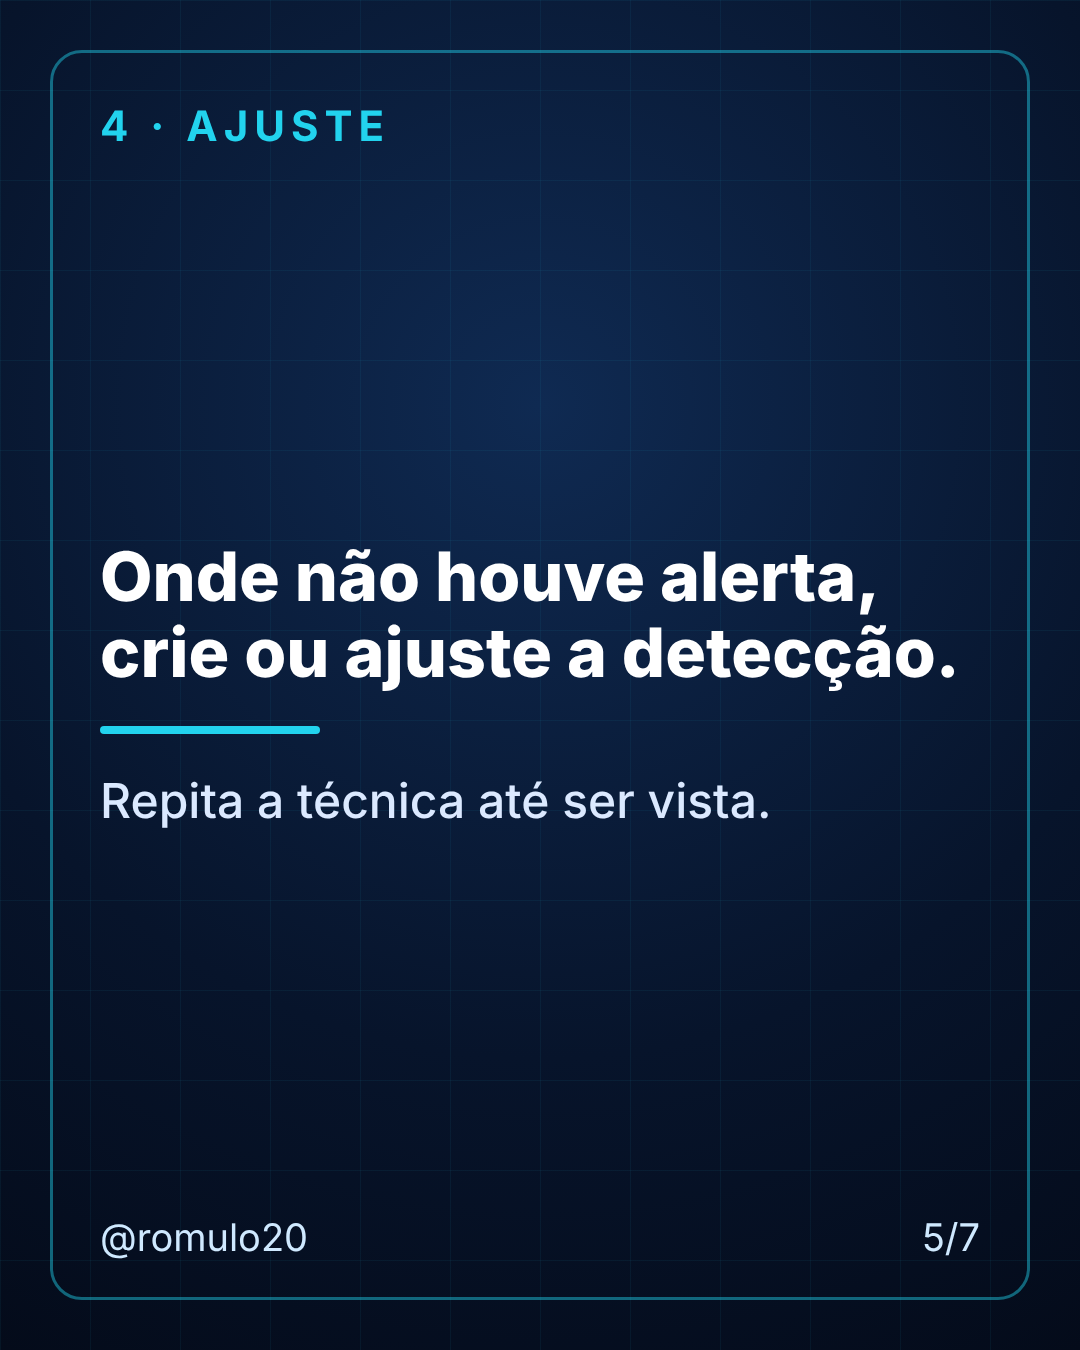 4 · AJUSTE
Onde não houve alerta,
crie ou ajuste a detecção.
Repita a técnica até ser vista.
@romulo20
5/7